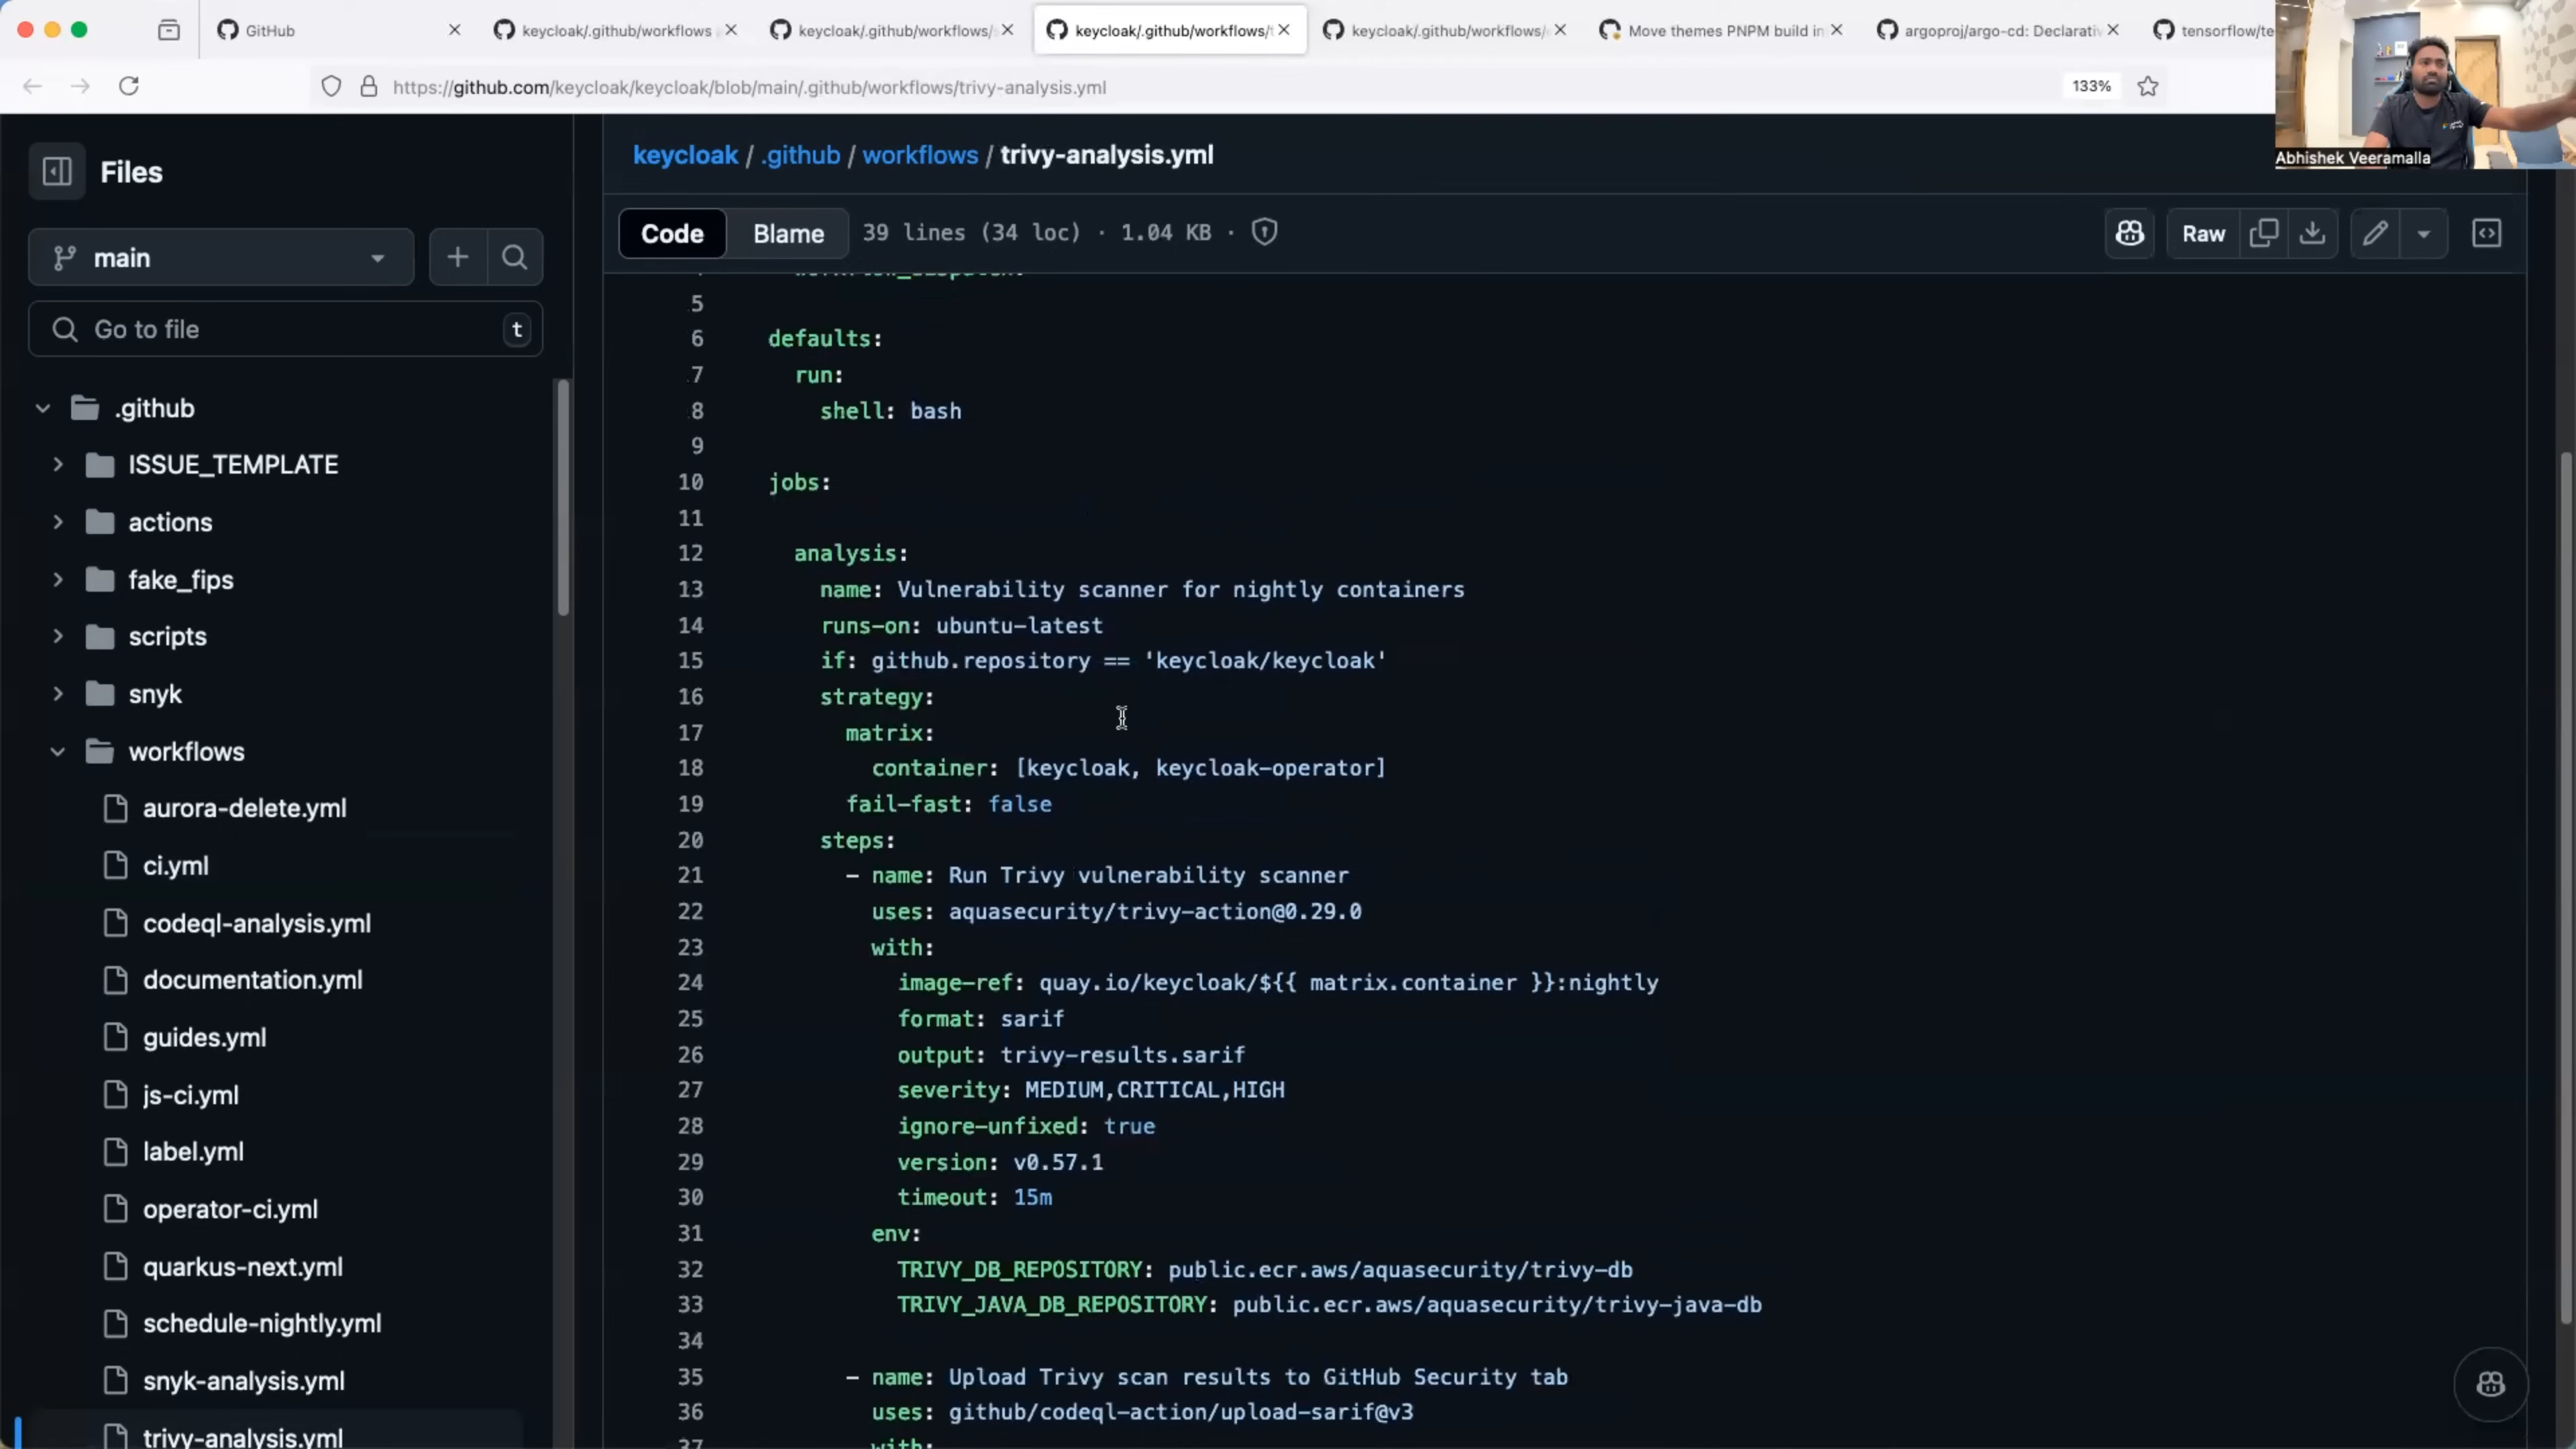 GitHub
keycloak/.github/workflows
keycloak/.github/workflows/
keycloak/.github/workflows/t
keycloak/.github/workflows/
Move themes PNPM build in
argoproj/argo-cd: Declarativ
tensorflow/te
https://github.com/keycloak/keycloak/blob/main/.github/workflows/trivy-analysis.yml
133%
Abhishek Veeramalla
Files
main
Go to file
t
.github
ISSUE_TEMPLATE
actions
fake_fips
scripts
snyk
workflows
aurora-delete.yml
ci.yml
codeql-analysis.yml
documentation.yml
guides.yml
js-ci.yml
label.yml
operator-ci.yml
quarkus-next.yml
schedule-nightly.yml
snyk-analysis.yml
trivy-analysis.yml
keycloak / .github / workflows / trivy-analysis.yml
Code Blame 39 lines (34 loc) · 1.04 KB ·
Raw
5
6 defaults:
7 run:
8 shell: bash
9
10 jobs:
11
12 analysis:
13 name: Vulnerability scanner for nightly containers
14 runs-on: ubuntu-latest
15 if: github.repository == 'keycloak/keycloak'
16 strategy:
17 matrix:
18 container: [keycloak, keycloak-operator]
19 fail-fast: false
20 steps:
21 - name: Run Trivy vulnerability scanner
22 uses: aquasecurity/trivy-action@0.29.0
23 with:
24 image-ref: quay.io/keycloak/${{ matrix.container }}:nightly
25 format: sarif
26 output: trivy-results.sarif
27 severity: MEDIUM,CRITICAL,HIGH
28 ignore-unfixed: true
29 version: v0.57.1
30 timeout: 15m
31 env:
32 TRIVY_DB_REPOSITORY: public.ecr.aws/aquasecurity/trivy-db
33 TRIVY_JAVA_DB_REPOSITORY: public.ecr.aws/aquasecurity/trivy-java-db
34
35 - name: Upload Trivy scan results to GitHub Security tab
36 uses: github/codeql-action/upload-sarif@v3
37 with: